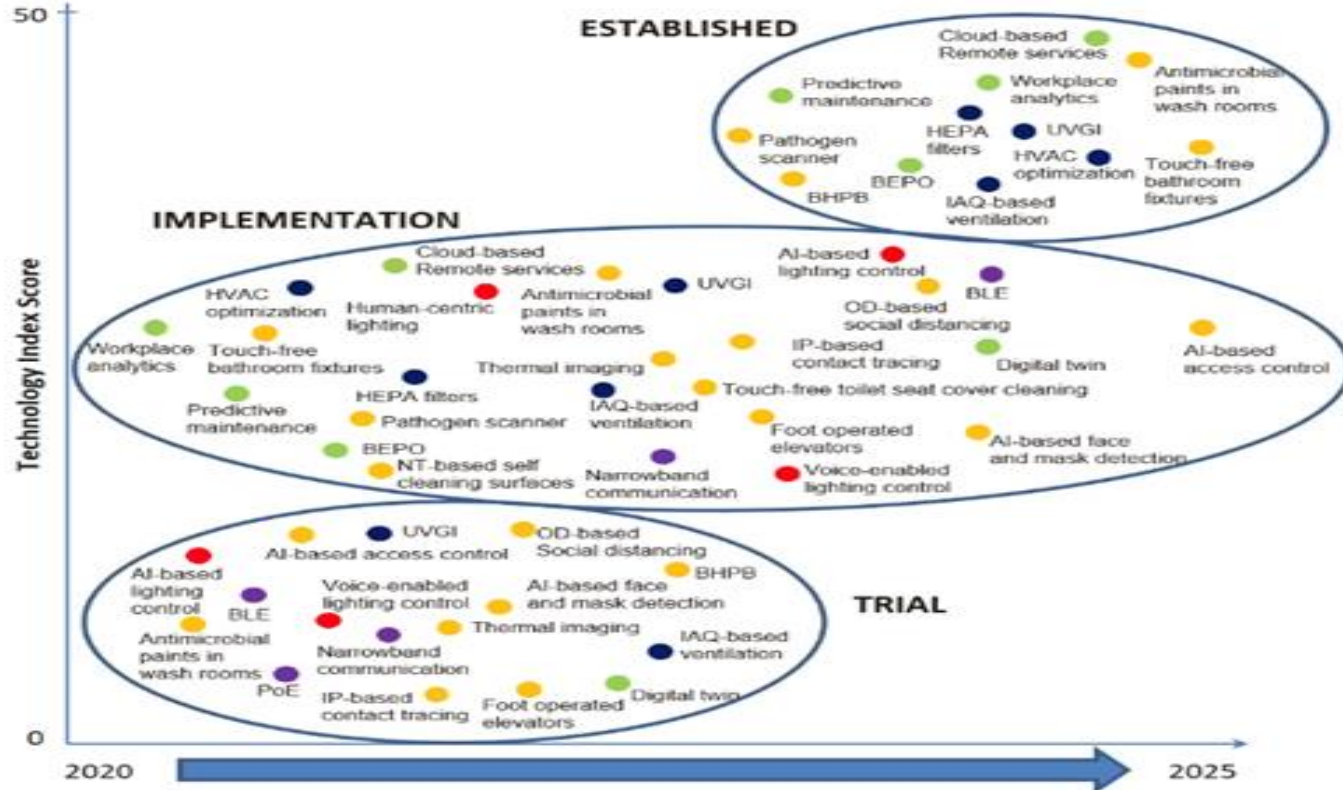 50
ESTABLISHED
Cloud-based
Remote services
Antimicrobial
paints in
wash rooms
Predictive
maintenance
Workplace
analytics
HEPA
filters
UVGI
Pathogen
scanner
HVAC
optimization
Touch-free
bathroom
fixtures
BEPO
BHPB
IAQ-based
ventilation
IMPLEMENTATION
Cloud-based
Remote services
AI-based
lighting control
HVAC
optimization
Human-centric
lighting
Antimicrobial
paints in
wash rooms
UVGI
BLE
OD-based
social distancing
Workplace
analytics
Touch-free
bathroom fixtures
Thermal imaging
IP-based
contact tracing
Digital twin
AI-based
access control
HEPA filters
IAQ-based
ventilation
Touch-free toilet seat cover cleaning
Predictive
maintenance
Pathogen scanner
Foot operated
elevators
AI-based face
and mask detection
BEPO
NT-based self
cleaning surfaces
Narrowband
communication
Voice-enabled
lighting control
Technology Index Score
UVGI
OD-based
Social distancing
AI-based access control
AI-based
lighting
control
BHPB
BLE
Voice-enabled
lighting control
AI-based face
and mask detection
TRIAL
Antimicrobial
paints in
wash rooms
Thermal imaging
Narrowband
communication
IAQ-based
ventilation
PoE
IP-based
contact tracing
Foot operated
elevators
Digital twin
0
2020
2025